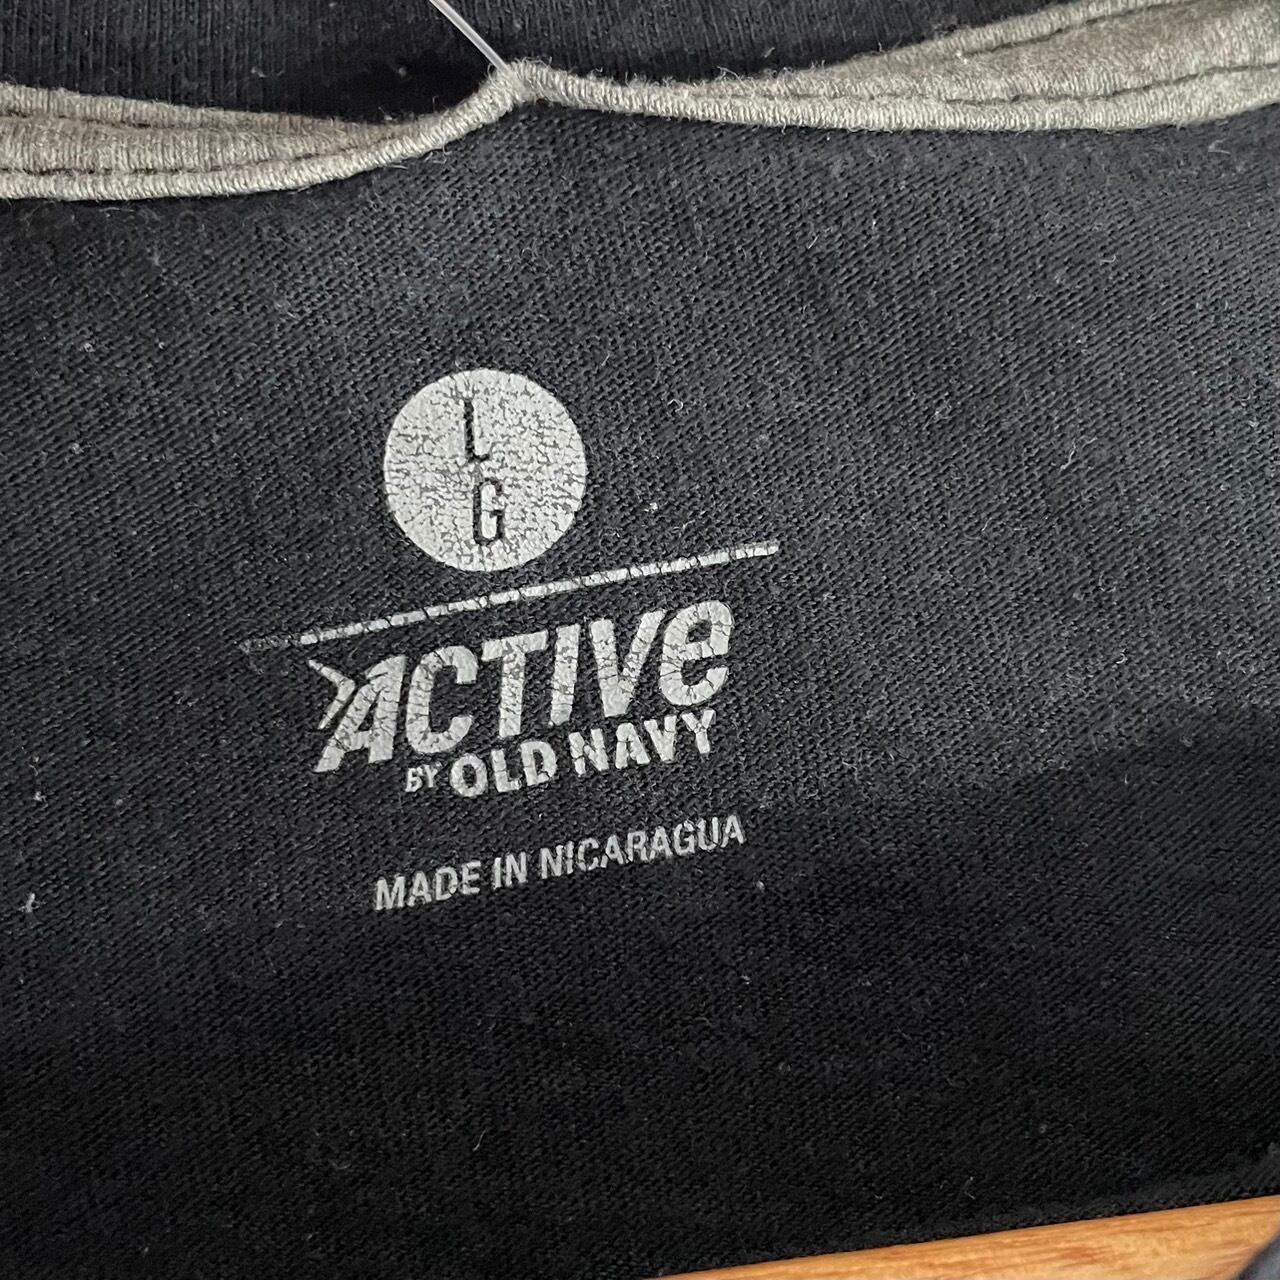 L
G
ACTIVe
BY OLD NAVY
MADE IN NICARAGUA